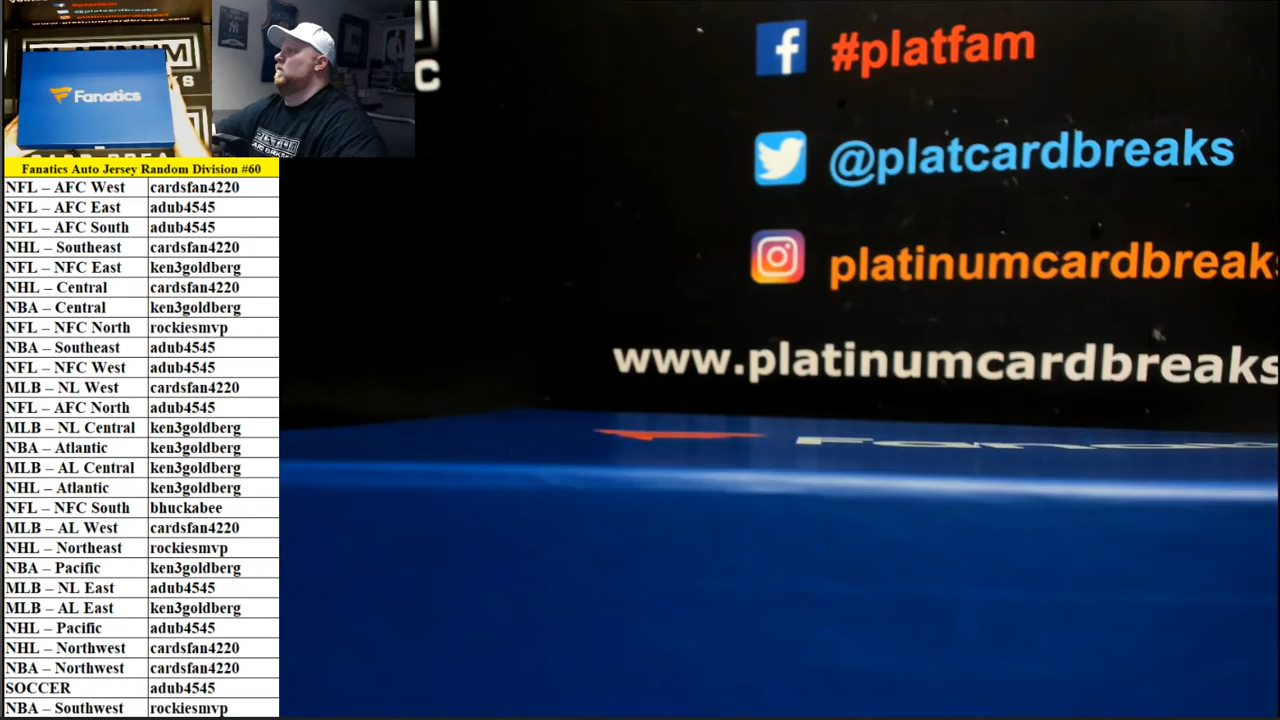 www.platinumcardbreaks.com
Fanatics
#platfam
@platcardbreaks
platinumcardbreaks
www.platinumcardbreaks
Fanatics
Fanatics Auto Jersey Random Division #60
NFL – AFC West cardsfan4220
NFL – AFC East adub4545
NFL – AFC South adub4545
NHL – Southeast cardsfan4220
NFL – NFC East ken3goldberg
NHL – Central cardsfan4220
NBA – Central ken3goldberg
NFL – NFC North rockiesmvp
NBA – Southeast adub4545
NFL – NFC West adub4545
MLB – NL West cardsfan4220
NFL – AFC North adub4545
MLB – NL Central ken3goldberg
NBA – Atlantic ken3goldberg
MLB – AL Central ken3goldberg
NHL – Atlantic ken3goldberg
NFL – NFC South bhuckabee
MLB – AL West cardsfan4220
NHL – Northeast rockiesmvp
NBA – Pacific ken3goldberg
MLB – NL East adub4545
MLB – AL East ken3goldberg
NHL – Pacific adub4545
NHL – Northwest cardsfan4220
NBA – Northwest cardsfan4220
SOCCER adub4545
NBA – Southwest rockiesmvp